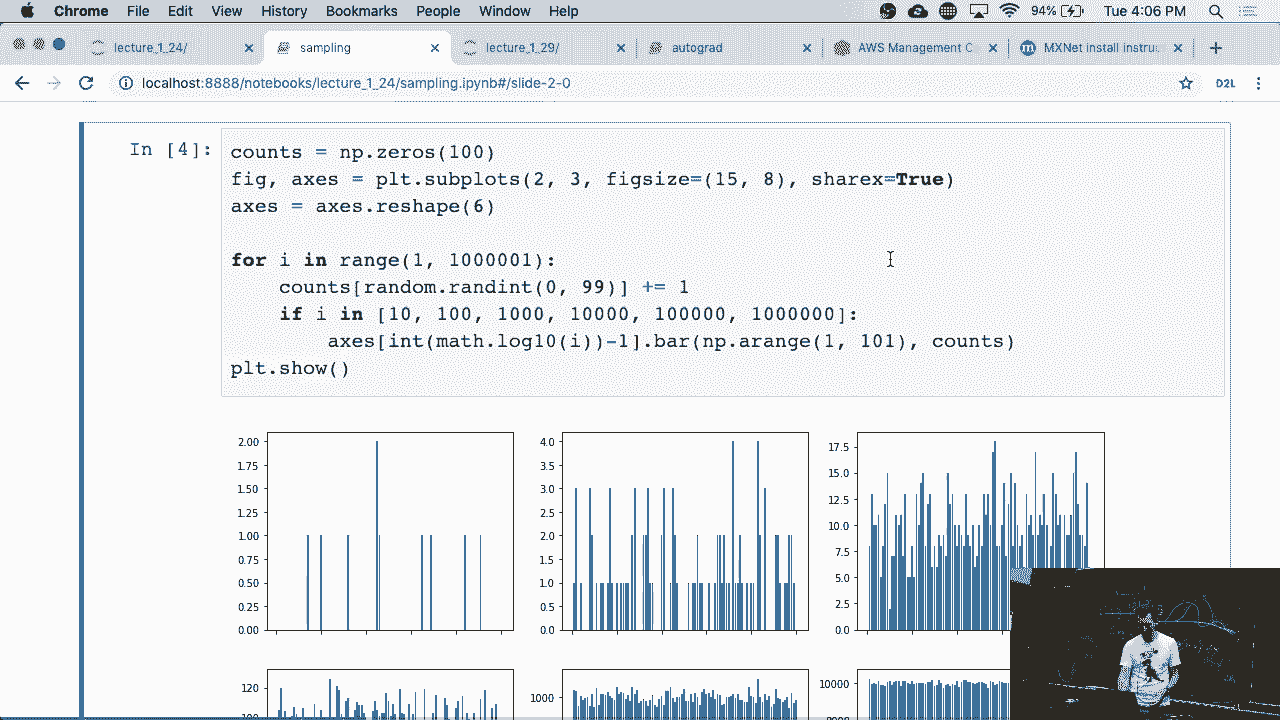 Chrome File Edit View History Bookmarks People Window Help 94% Tue 4:06 PM
lecture_1_24/ sampling lecture_1_29/ autograd AWS Management C MXNet install instru
localhost:8888/notebooks/lecture_1_24/sampling.ipynb#/slide-2-0 D2L
In [4]:
counts = np.zeros(100)
fig, axes = plt.subplots(2, 3, figsize=(15, 8), sharex=True)
axes = axes.reshape(6)
for i in range(1, 1000001):
counts[random.randint(0, 99)] += 1
if i in [10, 100, 1000, 10000, 100000, 1000000]:
axes[int(math.log10(i))-1].bar(np.arange(1, 101), counts)
plt.show()
2.00
1.75
1.50
1.25
1.00
0.75
0.50
0.25
0.00
4.0
3.5
3.0
2.5
2.0
1.5
1.0
0.5
0.0
17.5
15.0
12.5
10.0
7.5
5.0
2.5
0.0
120
1000
10000